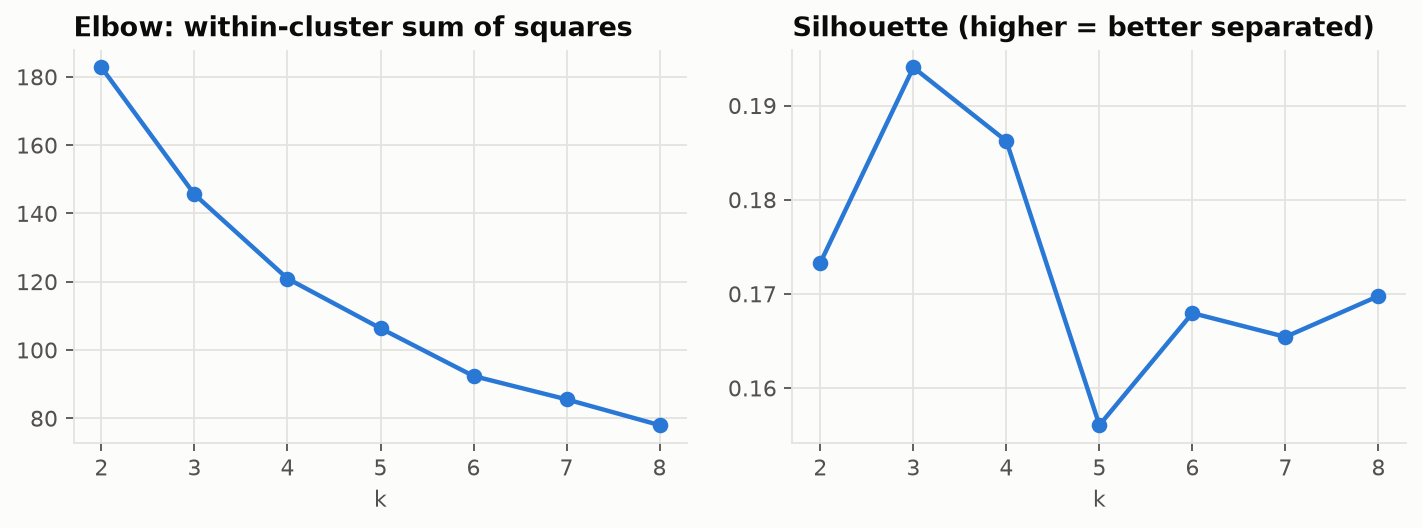 Elbow: within-cluster sum of squares
180
160
140
120
100
80
2 3 4 5 6 7 8
k
Silhouette (higher = better separated)
0.19
0.18
0.17
0.16
2 3 4 5 6 7 8
k